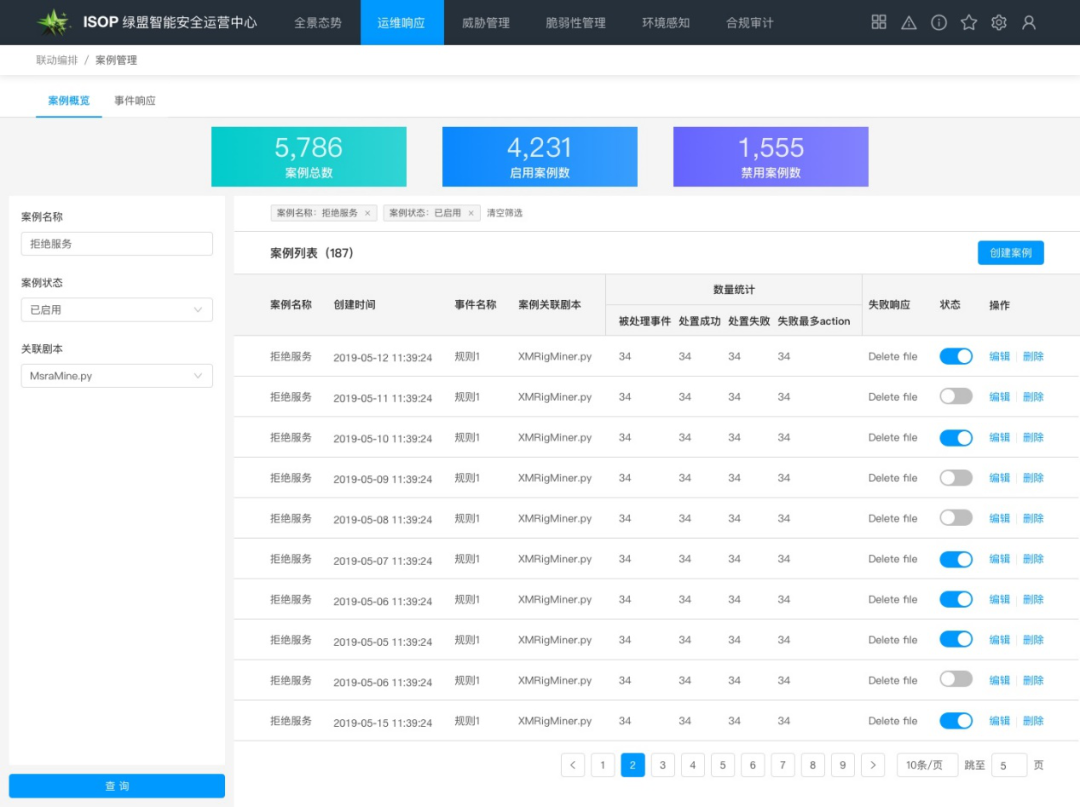 ISOP 绿盟智能安全运营中心 全景态势 运维响应 威胁管理 脆弱性管理 环境感知 合规审计
联动编排 / 案例管理
案例概览 事件响应
5,786 4,231 1,555
案例总数 启用案例数 禁用案例数
案例名称
拒绝服务
案例状态
已启用
关联剧本
MsraMine.py
查 询
案例名称：拒绝服务 × 案例状态：已启用 × 清空筛选
案例列表（187） 创建案例
案例名称 创建时间 事件名称 案例关联剧本 数量统计 失败响应 状态 操作
被处理事件 处置成功 处置失败 失败最多action
拒绝服务 2019-05-12 11:39:24 规则1 XMRigMiner.py 34 34 34 34 Delete file 编辑 删除
拒绝服务 2019-05-11 11:39:24 规则1 XMRigMiner.py 34 34 34 34 Delete file 编辑 删除
拒绝服务 2019-05-10 11:39:24 规则1 XMRigMiner.py 34 34 34 34 Delete file 编辑 删除
拒绝服务 2019-05-09 11:39:24 规则1 XMRigMiner.py 34 34 34 34 Delete file 编辑 删除
拒绝服务 2019-05-08 11:39:24 规则1 XMRigMiner.py 34 34 34 34 Delete file 编辑 删除
拒绝服务 2019-05-07 11:39:24 规则1 XMRigMiner.py 34 34 34 34 Delete file 编辑 删除
拒绝服务 2019-05-06 11:39:24 规则1 XMRigMiner.py 34 34 34 34 Delete file 编辑 删除
拒绝服务 2019-05-05 11:39:24 规则1 XMRigMiner.py 34 34 34 34 Delete file 编辑 删除
拒绝服务 2019-05-06 11:39:24 规则1 XMRigMiner.py 34 34 34 34 Delete file 编辑 删除
拒绝服务 2019-05-15 11:39:24 规则1 XMRigMiner.py 34 34 34 34 Delete file 编辑 删除
< 1 2 3 4 5 6 7 8 9 > 10条/页 跳至 5 页